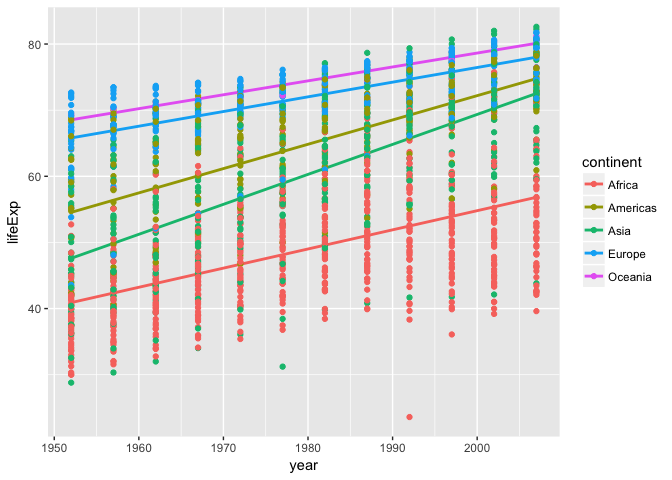 80
60
40
lifeExp
1950
1960
1970
1980
1990
2000
year
continent
Africa
Americas
Asia
Europe
Oceania